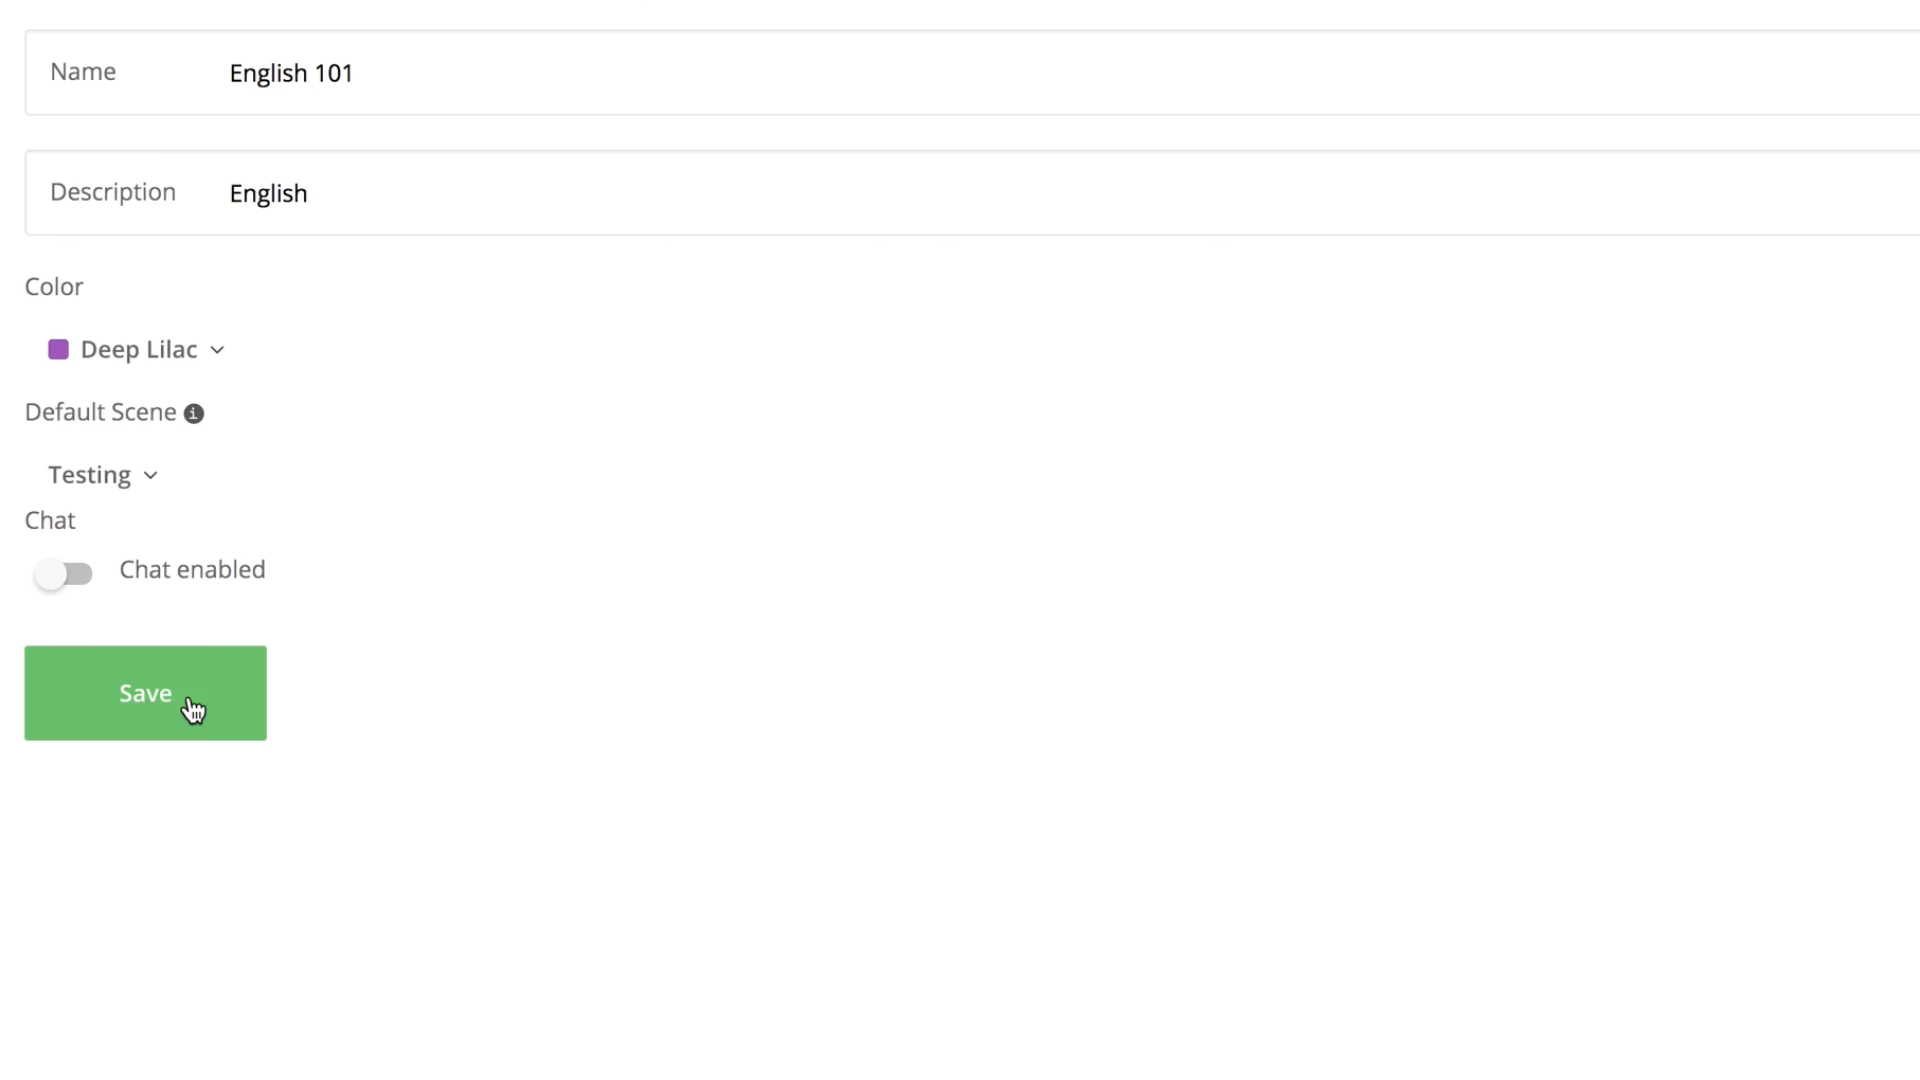 Name English 101
Description English
Color
Deep Lilac
Default Scene
Testing
Chat
Chat enabled
Save